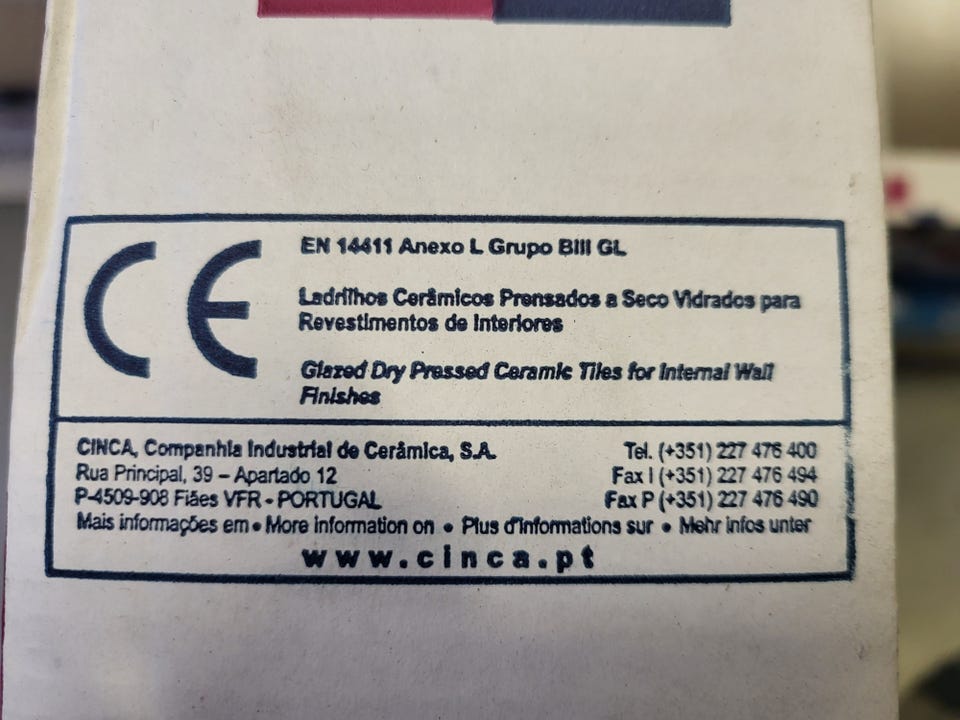 CE
EN 14411 Anexo L Grupo BIII GL
Ladrilhos Cerâmicos Prensados a Seco Vidrados para
Revestimentos de Interiores
Glazed Dry Pressed Ceramic Tiles for Internal Wall
Finishes
CINCA, Companhia Industrial de Cerâmica, S.A.
Rua Principal, 39 – Apartado 12
P-4509-908 Fiães VFR - PORTUGAL
Tel. (+351) 227 476 400
Fax I (+351) 227 476 494
Fax P (+351) 227 476 490
Mais informações em • More information on • Plus d'informations sur • Mehr infos unter
www.cinca.pt